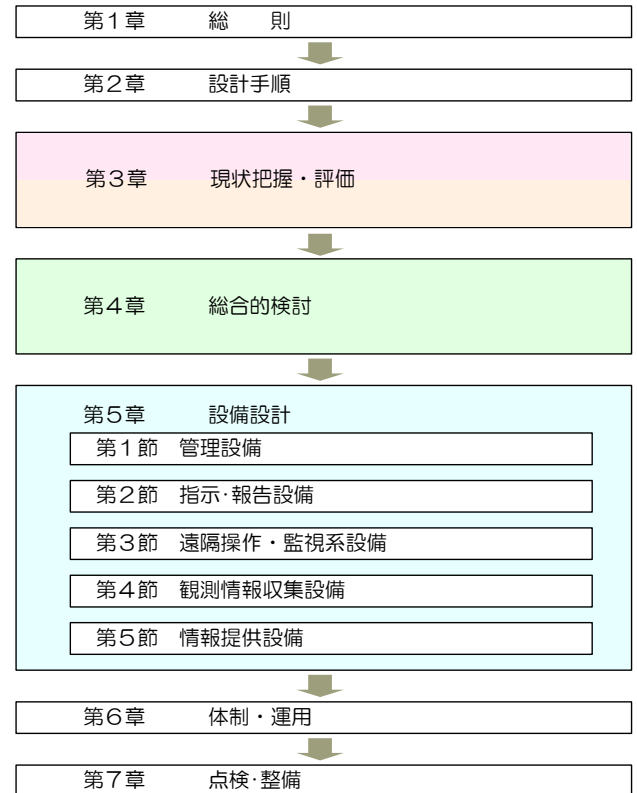 第１章　総　則
第２章　設計手順
第３章　現状把握・評価
第４章　総合的検討
第５章　設備設計
第１節　管理設備
第２節　指示･報告設備
第３節　遠隔操作・監視系設備
第４節　観測情報収集設備
第５節　情報提供設備
第６章　体制・運用
第７章　点検･整備